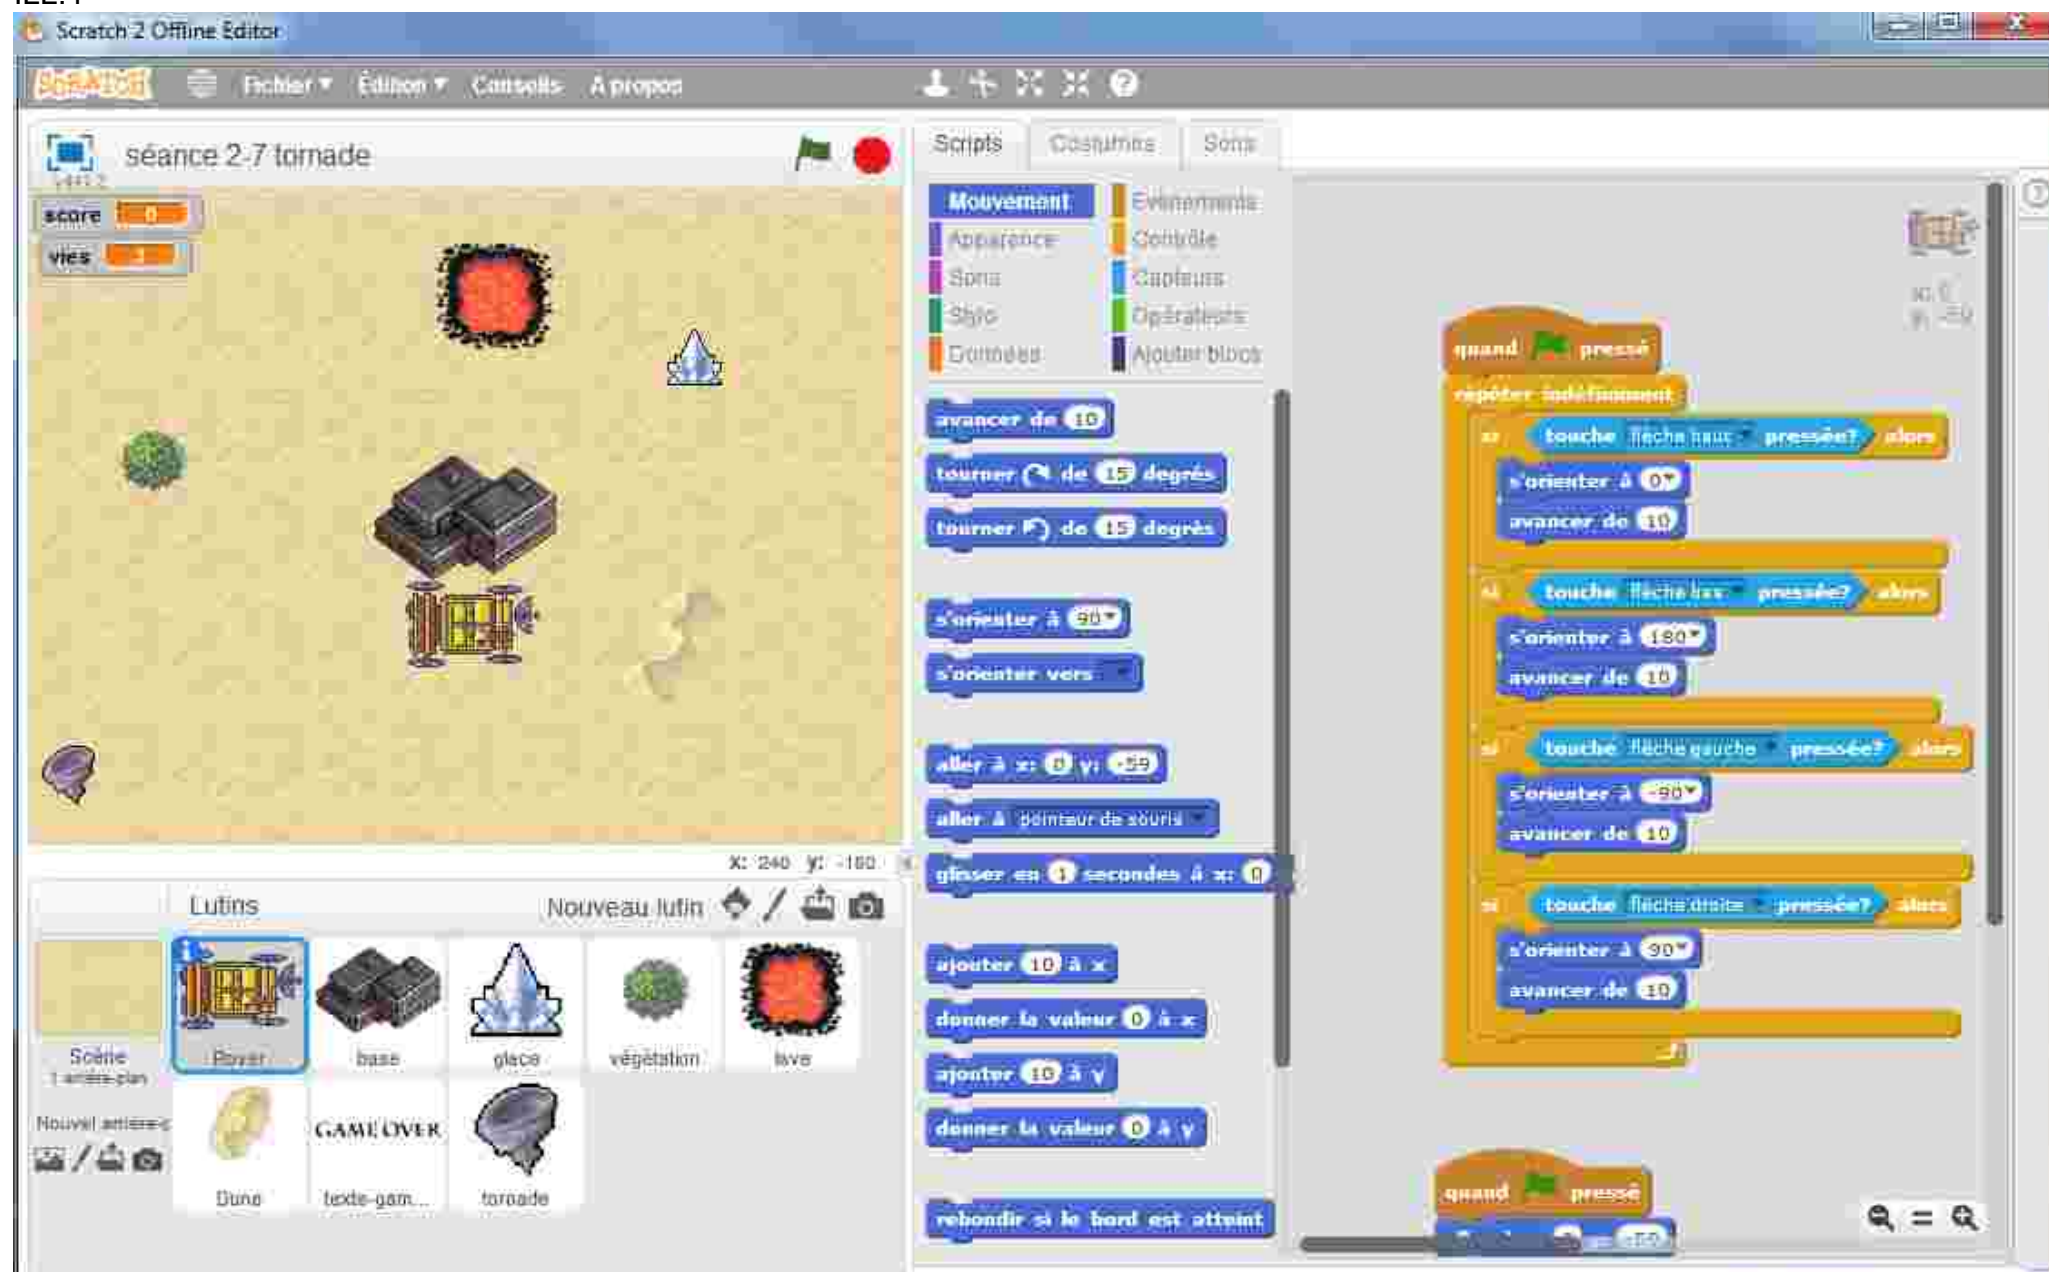 Scratch 2 Offline Editor
SCRATCH Fichier Édition Conseils À propos
séance 2-7 tornade
score 0
vies
Scripts Costumes Sons
Mouvement
Apparence
Sons
Stylo
Données
Evènements
Contrôle
Capteurs
Opérateurs
Ajouter blocs
avancer de 10
tourner de 15 degrés
tourner de 15 degrés
s'orienter à 90
s'orienter vers
aller à x: 0 y: -59
aller à pointeur de souris
glisser en 1 secondes à x: 0
ajouter 10 à x
donner la valeur 0 à x
ajouter 10 à y
donner la valeur 0 à y
rebondir si le bord est atteint
y: -59
quand pressé
répéter indéfiniment
si touche flèche haut pressée? alors
s'orienter à 0
avancer de 10
si touche flèche bas pressée? alors
s'orienter à 180
avancer de 10
si touche flèche gauche pressée? alors
s'orienter à -90
avancer de 10
si touche flèche droite pressée? alors
s'orienter à 90
avancer de 10
quand pressé
x: 240 y: -180
Lutins Nouveau lutin
Scène
1 arrière-plan
Nouvel arrière-
Rover base glace végétation lave
GAME OVER
Dune texte-gam... tornade